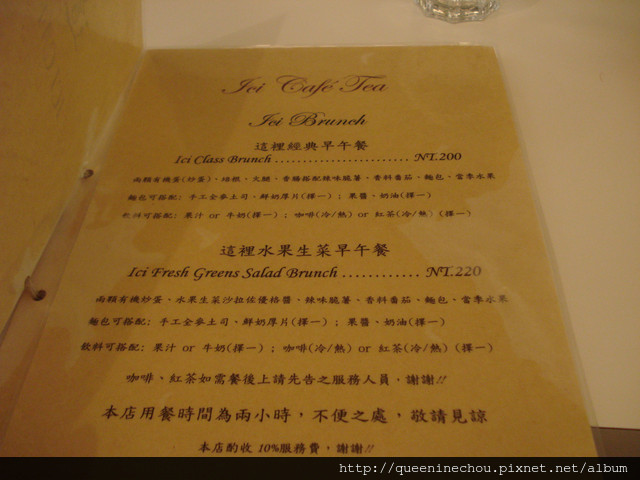 Ici Café Tea
Ici Brunch
這裡經典早午餐
Ici Class Brunch ........................ NT.200
兩顆有機蛋(炒蛋)、培根、火腿、香腸搭配辣味脆薯、香料番茄、麵包、當季水果
麵包可搭配: 手工全麥土司、鮮奶厚片(擇一) ; 果醬、奶油(擇一)
飲料可搭配: 果汁 or 牛奶(擇一) ; 咖啡(冷/熱) or 紅茶(冷/熱) (擇一)
這裡水果生菜早午餐
Ici Fresh Greens Salad Brunch ............ NT.220
兩顆有機炒蛋、水果生菜沙拉佐優格醬、辣味脆薯、香料番茄、麵包、當季水果
麵包可搭配: 手工全麥土司、鮮奶厚片(擇一) ; 果醬、奶油(擇一)
飲料可搭配: 果汁 or 牛奶(擇一) ; 咖啡(冷/熱) or 紅茶(冷/熱) (擇一)
咖啡、紅茶如需餐後上請先告之服務人員．謝謝!!
本店用餐時間為兩小時，不便之處，敬請見諒
本店酌收 10%服務費，謝謝!!
http://queeninechou.pixnet.net/album